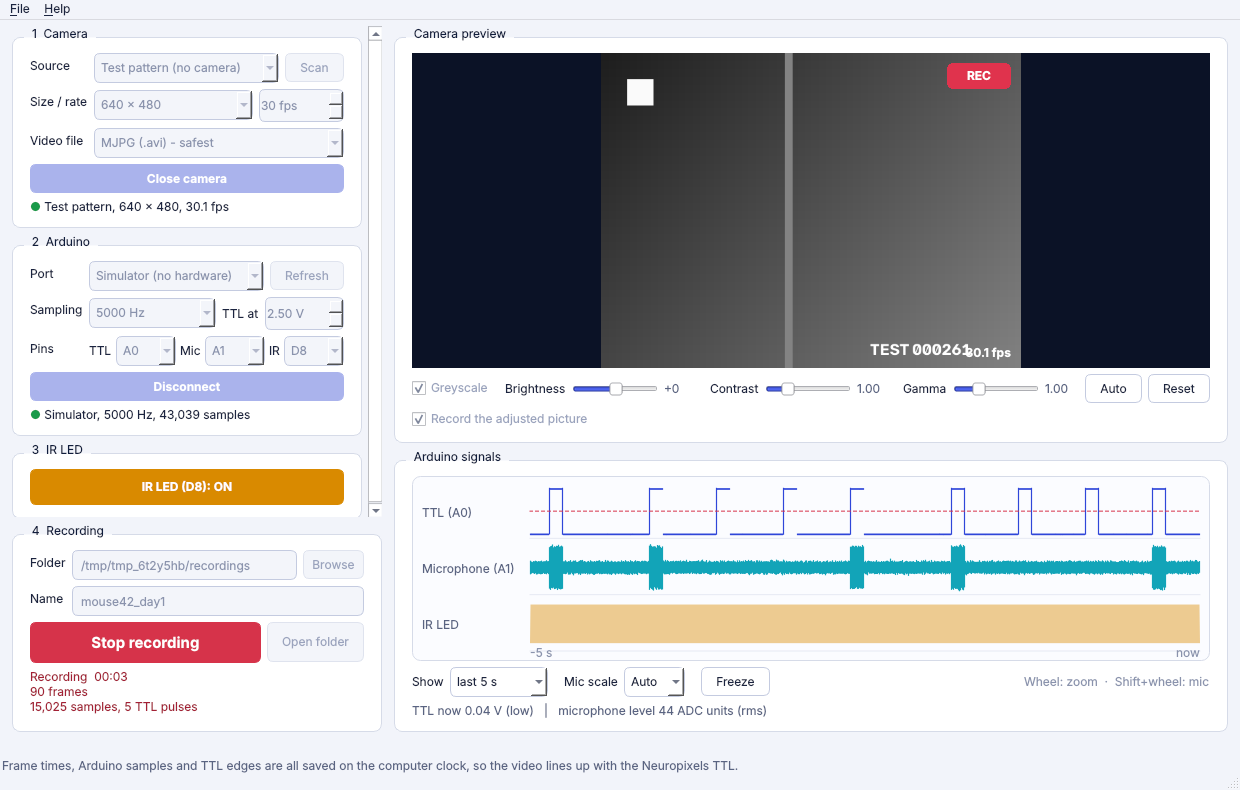 File Help
1 Camera
Source Test pattern (no camera) Scan
Size / rate 640 × 480 30 fps
Video file MJPG (.avi) - safest
Close camera
Test pattern, 640 × 480, 30.1 fps
2 Arduino
Port Simulator (no hardware) Refresh
Sampling 5000 Hz TTL at 2.50 V
Pins TTL A0 Mic A1 IR D8
Disconnect
Simulator, 5000 Hz, 43,039 samples
3 IR LED
IR LED (D8): ON
4 Recording
Folder /tmp/tmp_6t2y5hb/recordings Browse
Name mouse42_day1
Stop recording Open folder
Recording 00:03
90 frames
15,025 samples, 5 TTL pulses
Camera preview
REC
TEST 000261 30.1 fps
Greyscale Brightness +0 Contrast 1.00 Gamma 1.00 Auto Reset
Record the adjusted picture
Arduino signals
TTL (A0)
Microphone (A1)
IR LED
-5 s now
Show last 5 s Mic scale Auto Freeze Wheel: zoom · Shift+wheel: mic
TTL now 0.04 V (low) | microphone level 44 ADC units (rms)
Frame times, Arduino samples and TTL edges are all saved on the computer clock, so the video lines up with the Neuropixels TTL.